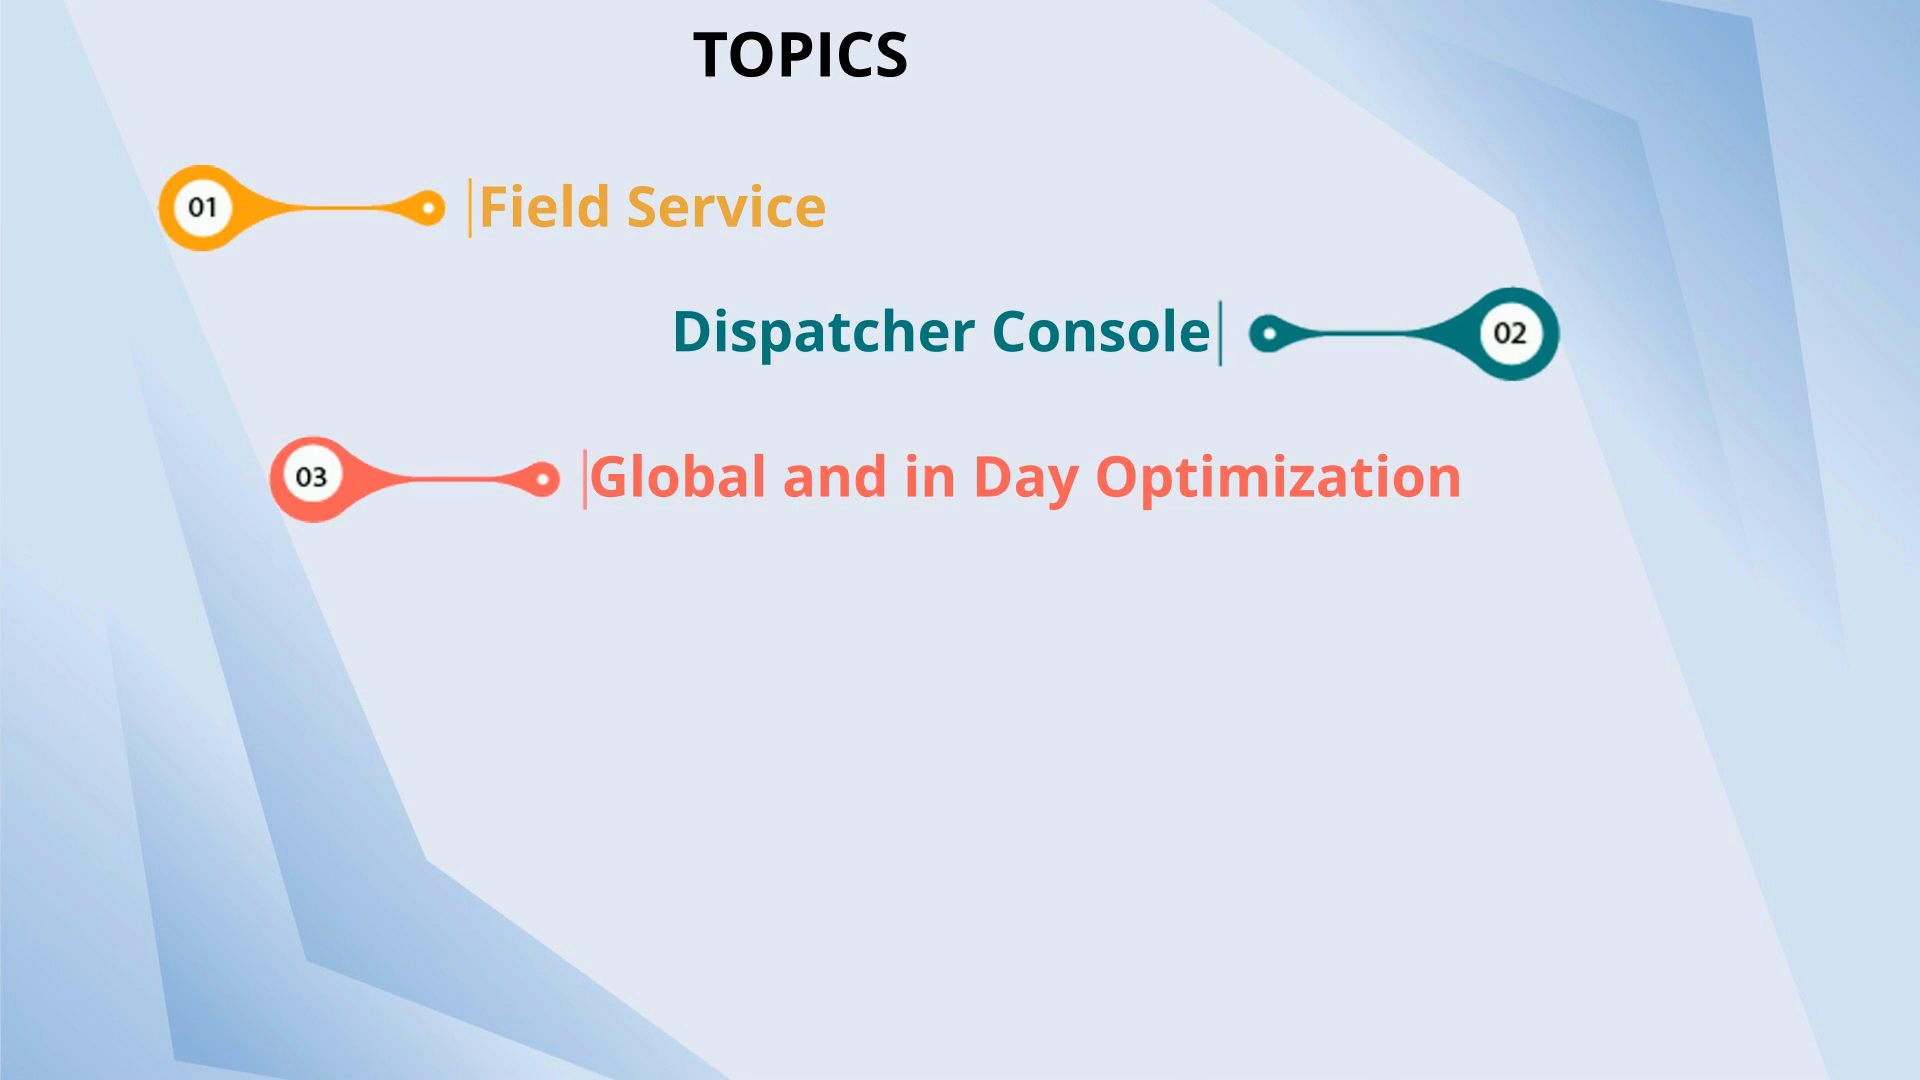 TOPICS
01 Field Service
Dispatcher Console 02
03 Global and in Day Optimization